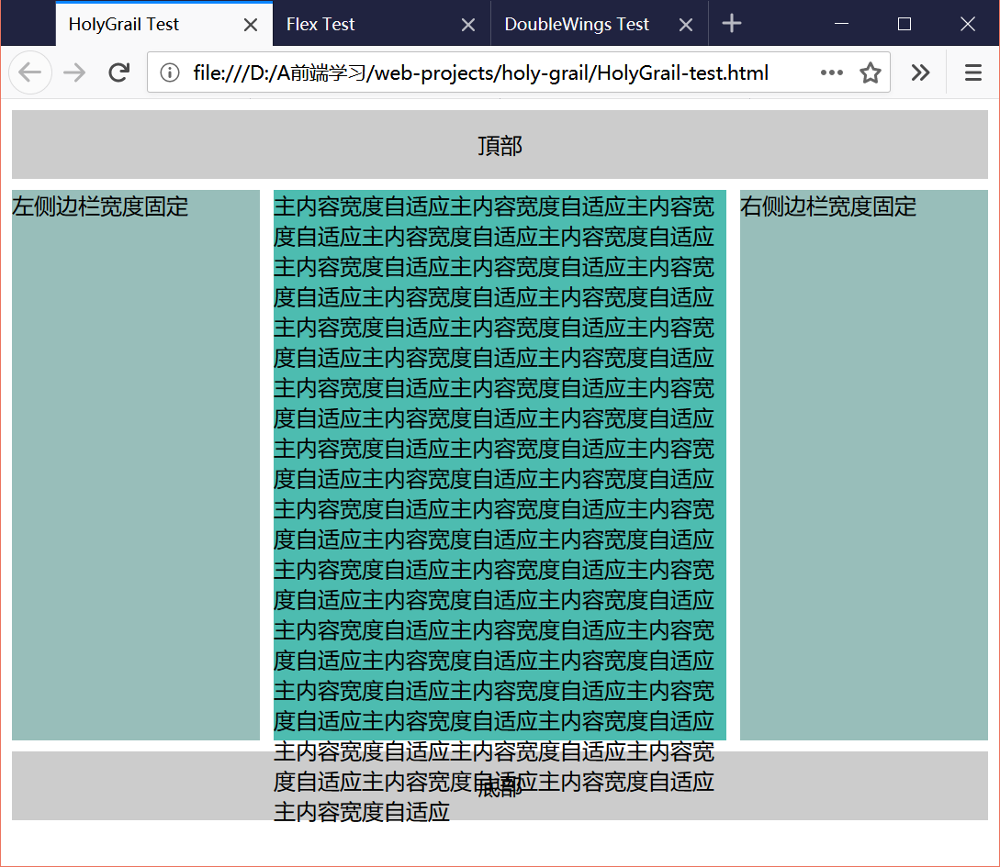 HolyGrail Test
Flex Test
DoubleWings Test
file:///D:/A前端学习/web-projects/holy-grail/HolyGrail-test.html
頂部
左侧边栏宽度固定
主内容宽度自适应主内容宽度自适应主内容宽
度自适应主内容宽度自适应主内容宽度自适应
主内容宽度自适应主内容宽度自适应主内容宽
度自适应主内容宽度自适应主内容宽度自适应
主内容宽度自适应主内容宽度自适应主内容宽
度自适应主内容宽度自适应主内容宽度自适应
主内容宽度自适应主内容宽度自适应主内容宽
度自适应主内容宽度自适应主内容宽度自适应
主内容宽度自适应主内容宽度自适应主内容宽
度自适应主内容宽度自适应主内容宽度自适应
主内容宽度自适应主内容宽度自适应主内容宽
度自适应主内容宽度自适应主内容宽度自适应
主内容宽度自适应主内容宽度自适应主内容宽
度自适应主内容宽度自适应主内容宽度自适应
主内容宽度自适应主内容宽度自适应主内容宽
度自适应主内容宽度自适应主内容宽度自适应
主内容宽度自适应主内容宽度自适应主内容宽
度自适应主内容宽度自适应主内容宽度自适应
主内容宽度自适应主内容宽度自适应主内容宽
度自适应主内容宽度自适应主内容宽度自适应
主内容宽度自适应
右侧边栏宽度固定
底部